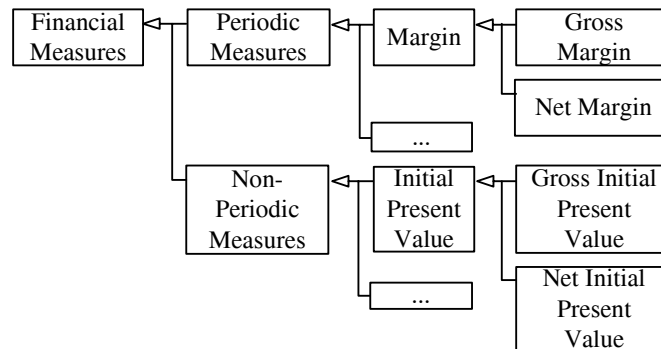 Financial
Measures
Periodic
Measures
Margin
Gross
Margin
Net Margin
...
Non-
Periodic
Measures
Initial
Present
Value
Gross Initial
Present
Value
...
Net Initial
Present
Value